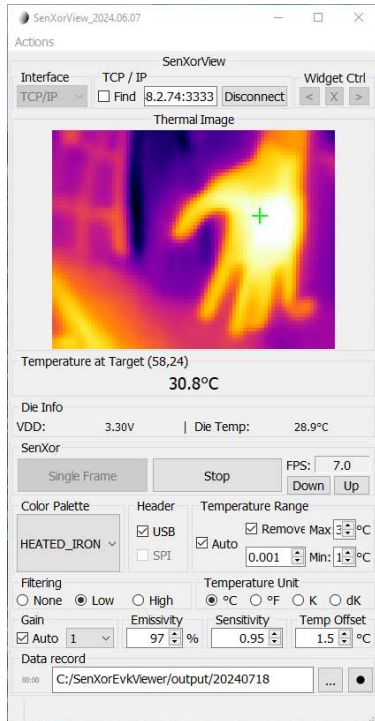 SenXorView_2024.06.07
Actions
SenXorView
Interface TCP / IP Widget Ctrl
TCP/IP Find 8.2.74:3333 Disconnect < X >
Thermal Image
Temperature at Target (58,24)
30.8°C
Die Info
VDD: 3.30V | Die Temp: 28.9°C
SenXor
Single Frame Stop FPS: 7.0
Down Up
Color Palette Header Temperature Range
HEATED_IRON USB SPI Auto Remove Max: °C
0.001 Min: 1 °C
Filtering Temperature Unit
None Low High °C °F K dK
Gain Emissivity Sensitivity Temp Offset
Auto 1 97 % 0.95 1.5 °C
Data record
00:00 C:/SenXorEvkViewer/output/20240718 ...